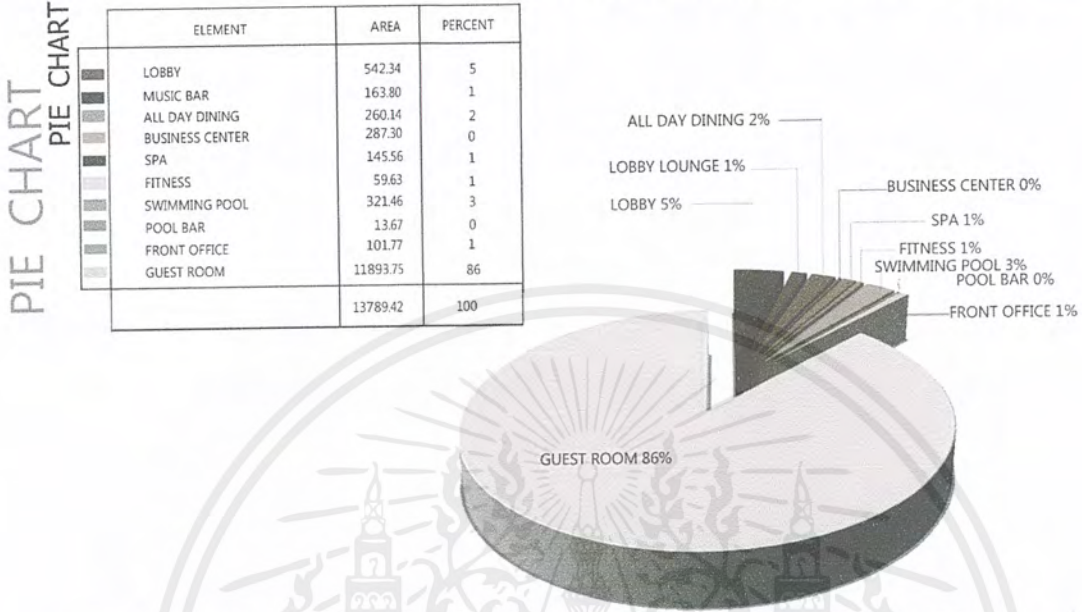 PIE CHART
PIE CHART
ELEMENT AREA PERCENT
LOBBY 542.34 5
MUSIC BAR 163.80 1
ALL DAY DINING 260.14 2
BUSINESS CENTER 287.30 0
SPA 145.56 1
FITNESS 59.63 1
SWIMMING POOL 321.46 3
POOL BAR 13.67 0
FRONT OFFICE 101.77 1
GUEST ROOM 11893.75 86
13789.42 100
ALL DAY DINING 2%
LOBBY LOUNGE 1%
LOBBY 5%
BUSINESS CENTER 0%
SPA 1%
FITNESS 1%
SWIMMING POOL 3%
POOL BAR 0%
FRONT OFFICE 1%
GUEST ROOM 86%